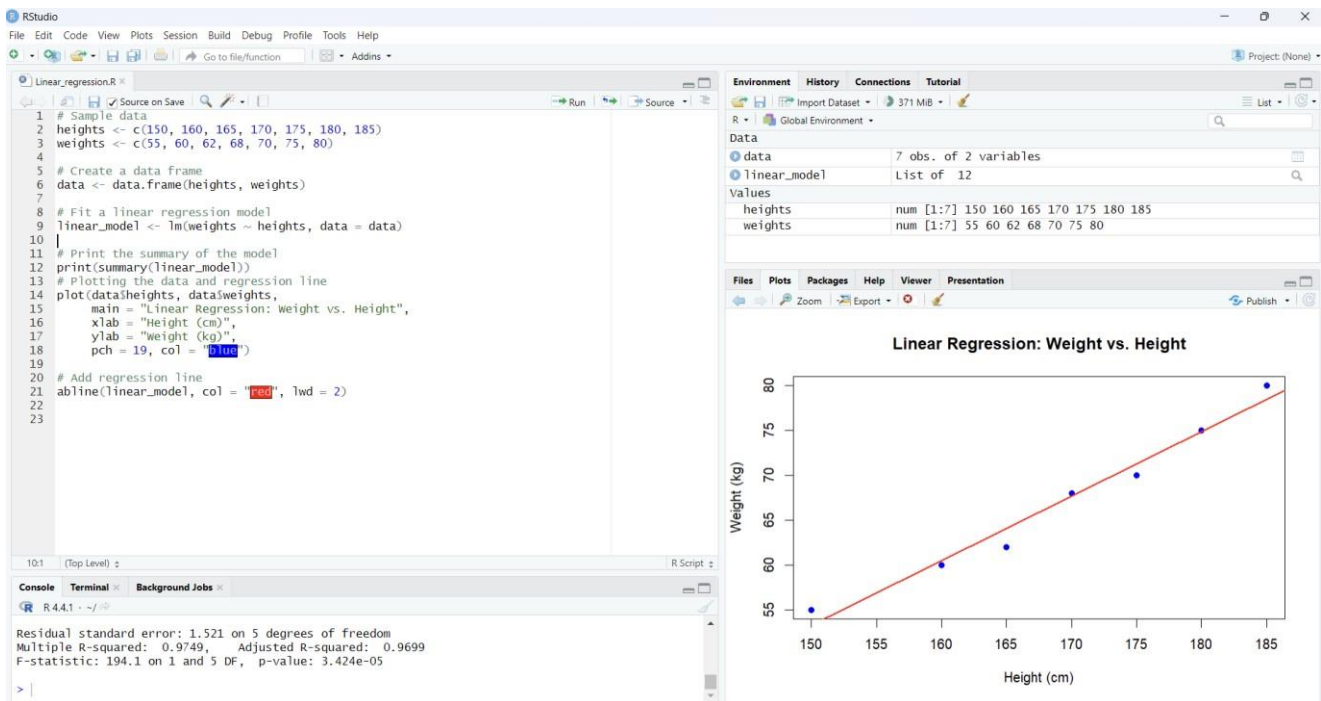 RStudio
File Edit Code View Plots Session Build Debug Profile Tools Help
Go to file/function Addins
Project: (None)
Linear_regression.R
Source on Save Run Source
1 # Sample data
2 heights <- c(150, 160, 165, 170, 175, 180, 185)
3 weights <- c(55, 60, 62, 68, 70, 75, 80)
4
5 # Create a data frame
6 data <- data.frame(heights, weights)
7
8 # Fit a linear regression model
9 linear_model <- lm(weights ~ heights, data = data)
10
11 # Print the summary of the model
12 print(summary(linear_model))
13 # Plotting the data and regression line
14 plot(data$heights, data$weights,
15 main = "Linear Regression: Weight vs. Height",
16 xlab = "Height (cm)",
17 ylab = "Weight (kg)",
18 pch = 19, col = "blue")
19
20 # Add regression line
21 abline(linear_model, col = "red", lwd = 2)
22
23
10:1 (Top Level) R Script
Console Terminal Background Jobs
R R 4.4.1 · ~/
Residual standard error: 1.521 on 5 degrees of freedom
Multiple R-squared: 0.9749, Adjusted R-squared: 0.9699
F-statistic: 194.1 on 1 and 5 DF, p-value: 3.424e-05
>
Environment History Connections Tutorial
Import Dataset 371 MiB List
R Global Environment
Data
data 7 obs. of 2 variables
linear_model List of 12
Values
heights num [1:7] 150 160 165 170 175 180 185
weights num [1:7] 55 60 62 68 70 75 80
Files Plots Packages Help Viewer Presentation
Zoom Export Publish
Linear Regression: Weight vs. Height
Weight (kg)
80
75
70
65
60
55
150 155 160 165 170 175 180 185
Height (cm)